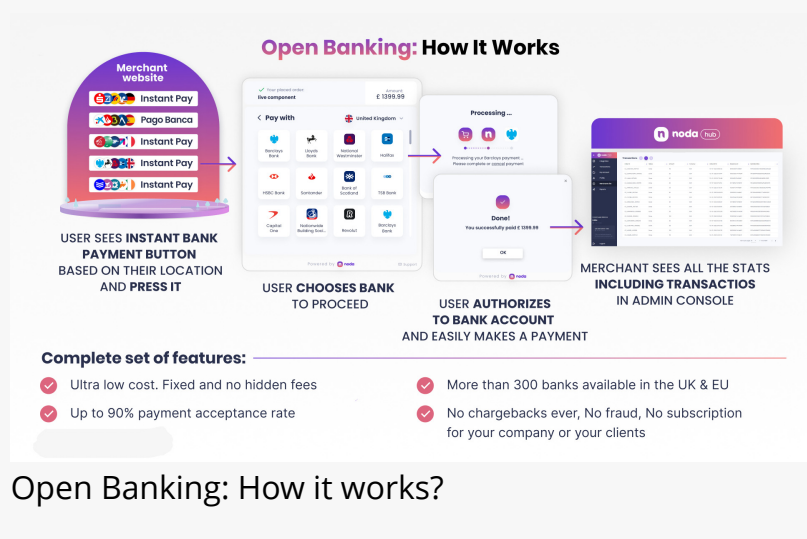 Open Banking: How It Works
Merchant
website
Instant Pay
Pago Banca
Instant Pay
Instant Pay
Instant Pay
USER SEES INSTANT BANK
PAYMENT BUTTON
BASED ON THEIR LOCATION
AND PRESS IT
Your placed order
live component
Amount
£ 1399.99
Pay with
United Kingdom
Barclays
Bank
Lloyds
Bank
National
Westminster
Halifax
HSBC Bank
Santander
Bank of
Scotland
TSB Bank
Capital
One
Nationwide
Building Soci...
Revolut
Barclays
Bank
Powered by noda
Support
USER CHOOSES BANK
TO PROCEED
Processing ...
Processing your Barclays payment ...
Please complete or cancel payment
Done!
You successfully paid £ 1399.99
OK
Powered by noda
USER AUTHORIZES
TO BANK ACCOUNT
AND EASILY MAKES A PAYMENT
noda hub
Transactions
MERCHANT SEES ALL THE STATS
INCLUDING TRANSACTIOS
IN ADMIN CONSOLE
Complete set of features:
Ultra low cost. Fixed and no hidden fees
Up to 90% payment acceptance rate
More than 300 banks available in the UK & EU
No chargebacks ever, No fraud, No subscription
for your company or your clients
Open Banking: How it works?